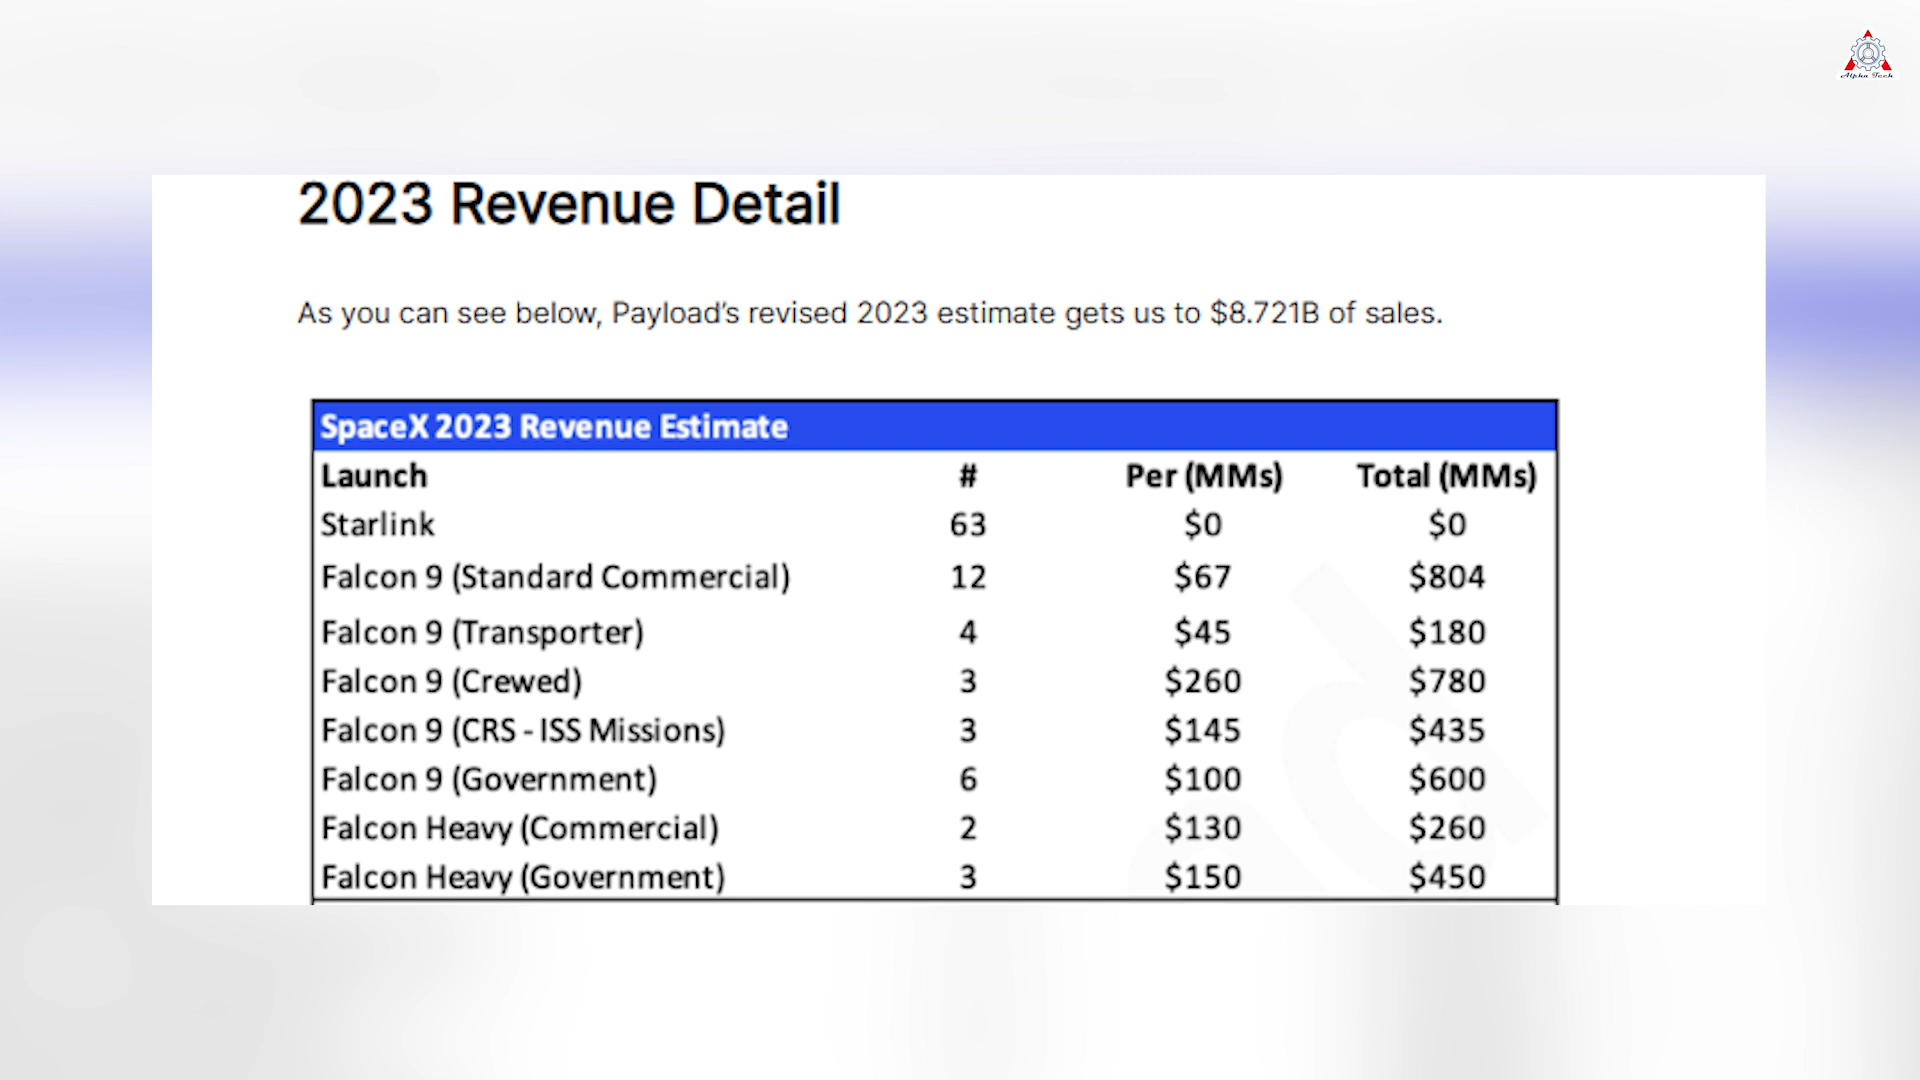 Alpha Tech
2023 Revenue Detail
As you can see below, Payload's revised 2023 estimate gets us to $8.721B of sales.
SpaceX 2023 Revenue Estimate
Launch # Per (MMs) Total (MMs)
Starlink 63 $0 $0
Falcon 9 (Standard Commercial) 12 $67 $804
Falcon 9 (Transporter) 4 $45 $180
Falcon 9 (Crewed) 3 $260 $780
Falcon 9 (CRS - ISS Missions) 3 $145 $435
Falcon 9 (Government) 6 $100 $600
Falcon Heavy (Commercial) 2 $130 $260
Falcon Heavy (Government) 3 $150 $450